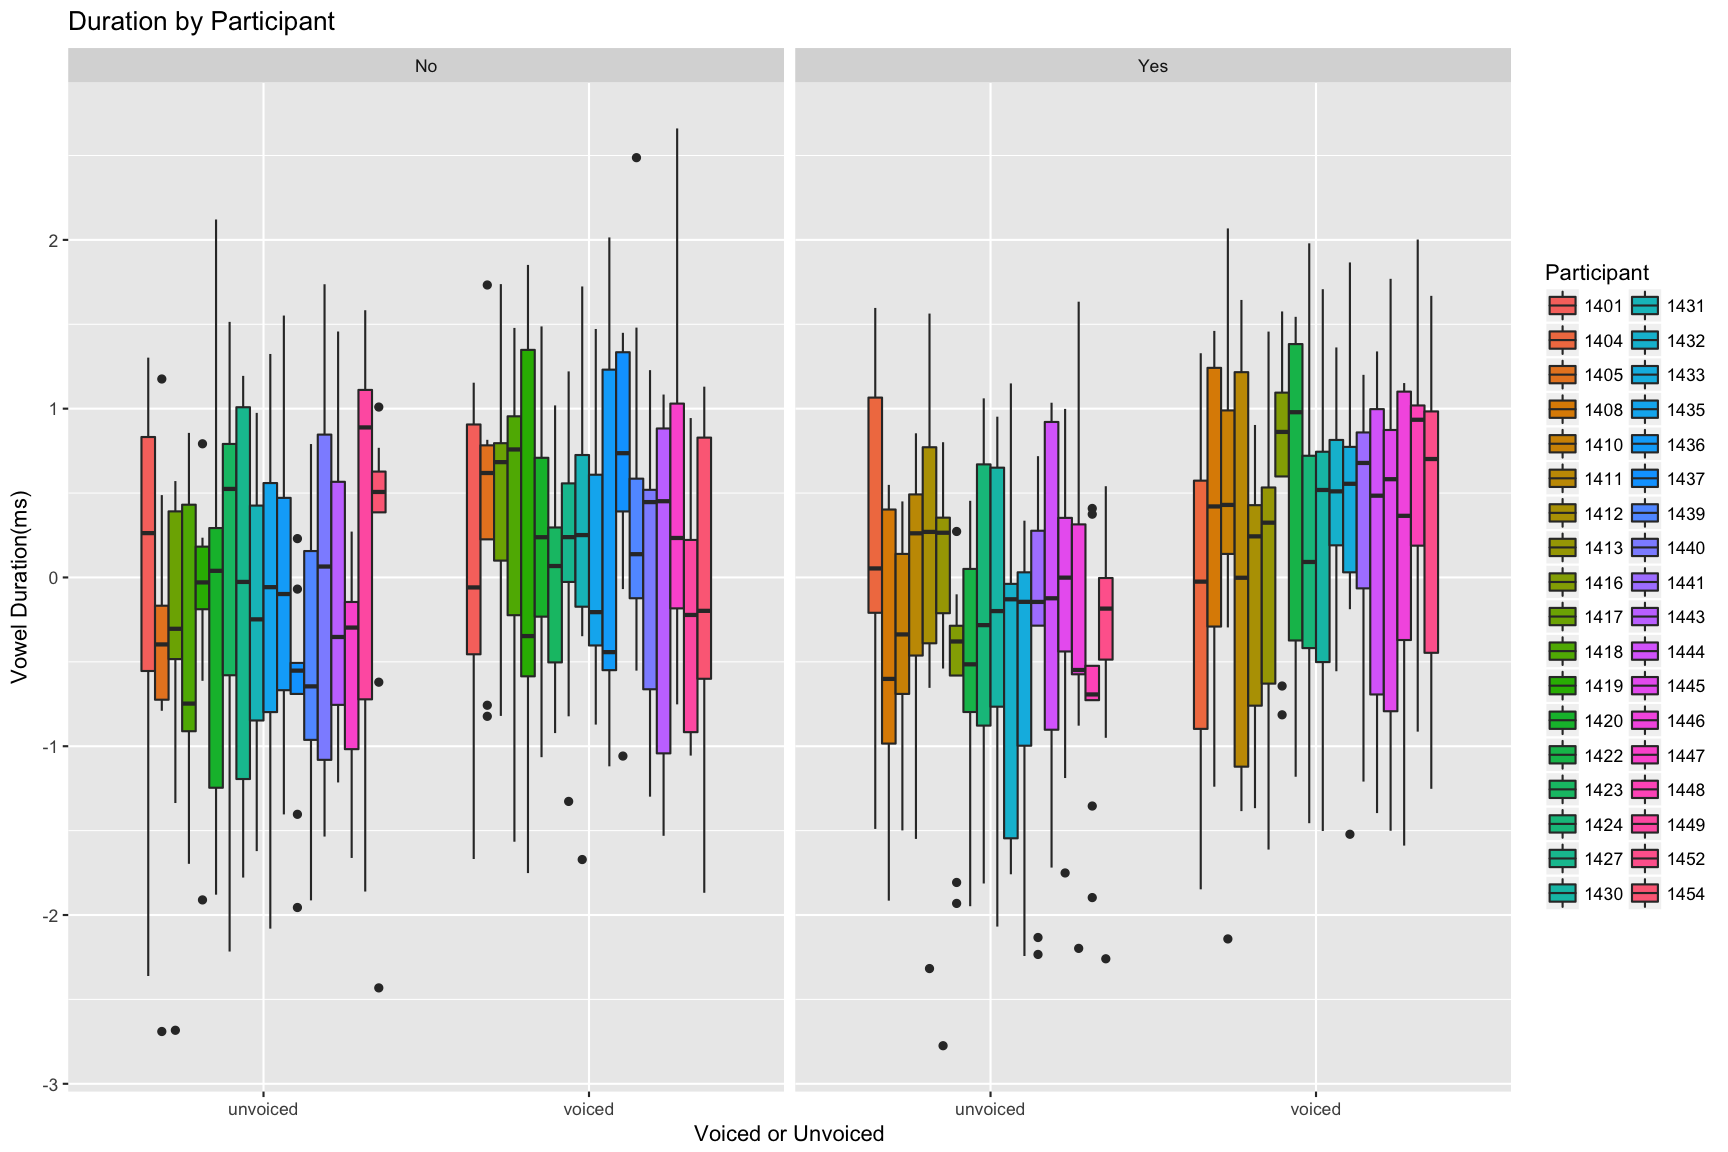 Duration by Participant
No
Yes
Vowel Duration(ms)
2
1
0
-1
-2
-3
unvoiced
voiced
unvoiced
voiced
Voiced or Unvoiced
Participant
1401 1431
1404 1432
1405 1433
1408 1435
1410 1436
1411 1437
1412 1439
1413 1440
1416 1441
1417 1443
1418 1444
1419 1445
1420 1446
1422 1447
1423 1448
1424 1449
1427 1452
1430 1454